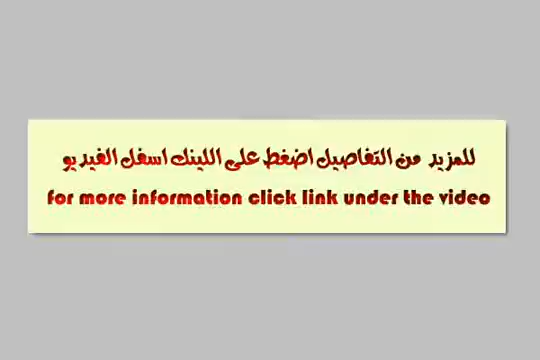 للمزيد من التفاصيل اضغط على اللينك اسفل الفيديو
for more information click link under the video